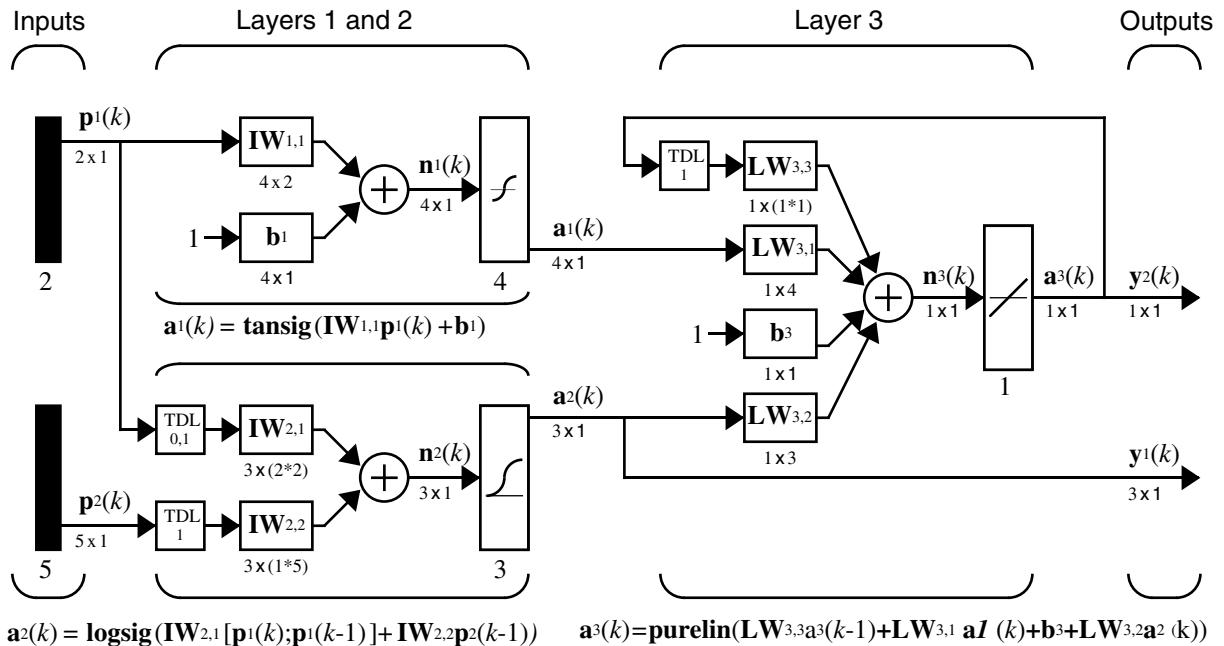 Inputs
Layers 1 and 2
Layer 3
Outputs
p1(k)
2 x 1
2
IW1,1
4 x 2
1
b1
4 x 1
n1(k)
4 x 1
4
a1(k) = tansig (IW1,1p1(k) +b1)
a1(k)
4 x 1
TDL
1
LW3,3
1 x (1*1)
LW3,1
1 x 4
1
b3
1 x 1
LW3,2
1 x 3
n3(k)
1 x 1
1
a3(k)
1 x 1
y2(k)
1 x 1
TDL
0,1
IW2,1
3 x (2*2)
p2(k)
5 x 1
5
TDL
1
IW2,2
3 x (1*5)
n2(k)
3 x 1
3
a2(k)
3 x 1
y1(k)
3 x 1
a2(k) = logsig (IW2,1 [p1(k);p1(k-1) ]+ IW2,2p2(k-1))
a3(k)=purelin(LW3,3a3(k-1)+LW3,1 a1 (k)+b3+LW3,2a2 (k))